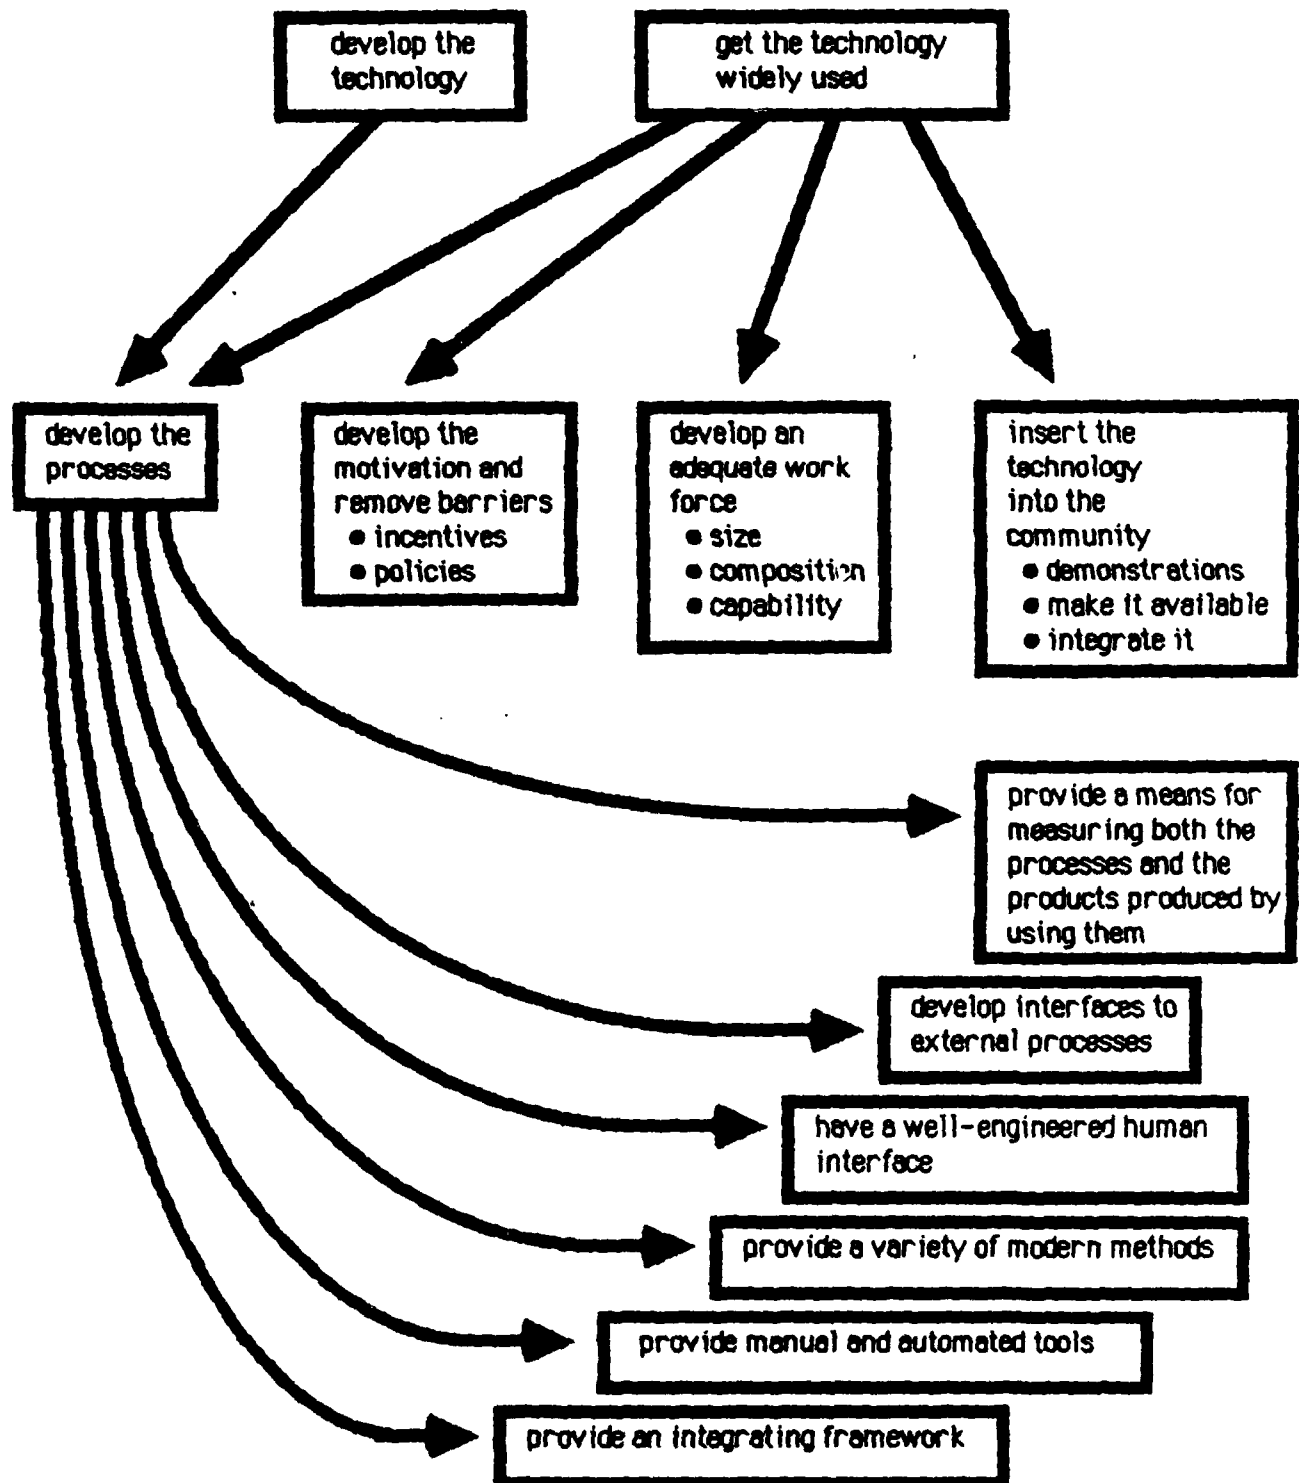 develop the
technology
get the technology
widely used
develop the
processes
develop the
motivation and
remove barriers
● incentives
● policies
develop an
adequate work
force
● size
● composition
● capability
insert the
technology
into the
community
● demonstrations
● make it available
● integrate it
provide a means for
measuring both the
processes and the
products produced by
using them
develop interfaces to
external processes
have a well-engineered human
interface
provide a variety of modern methods
provide manual and automated tools
provide an integrating framework